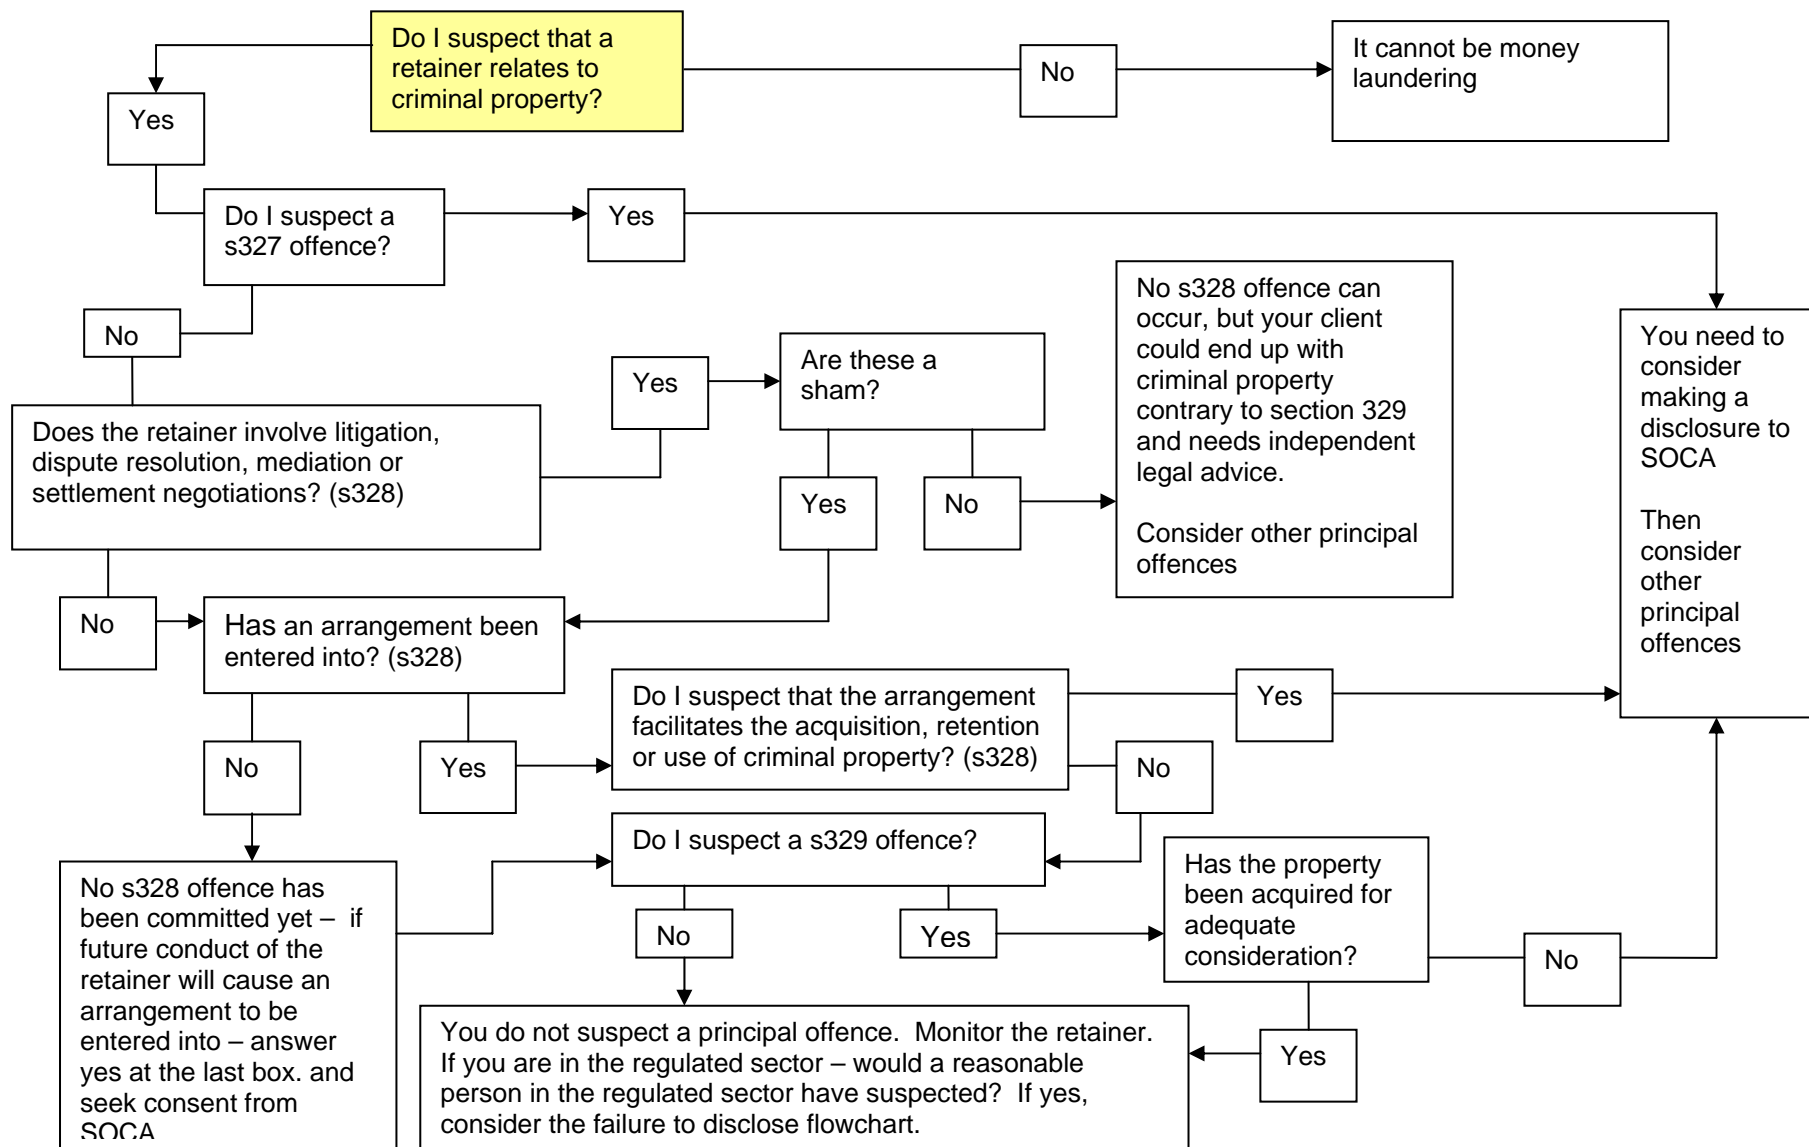 Do I suspect that a
retainer relates to
criminal property?
No
It cannot be money
laundering
Yes
Do I suspect a
s327 offence?
Yes
No
Yes
Are these a
sham?
No s328 offence can
occur, but your client
could end up with
criminal property
contrary to section 329
and needs independent
legal advice.
Consider other principal
offences
You need to
consider
making a
disclosure to
SOCA
Then
consider
other
principal
offences
Does the retainer involve litigation,
dispute resolution, mediation or
settlement negotiations? (s328)
Yes
No
No
Has an arrangement been
entered into? (s328)
Do I suspect that the arrangement
facilitates the acquisition, retention
or use of criminal property? (s328)
Yes
No
Yes
No
Do I suspect a s329 offence?
Has the property
been acquired for
adequate
consideration?
No s328 offence has
been committed yet – if
future conduct of the
retainer will cause an
arrangement to be
entered into – answer
yes at the last box. and
seek consent from
SOCA
No
Yes
No
Yes
You do not suspect a principal offence. Monitor the retainer.
If you are in the regulated sector – would a reasonable
person in the regulated sector have suspected? If yes,
consider the failure to disclose flowchart.